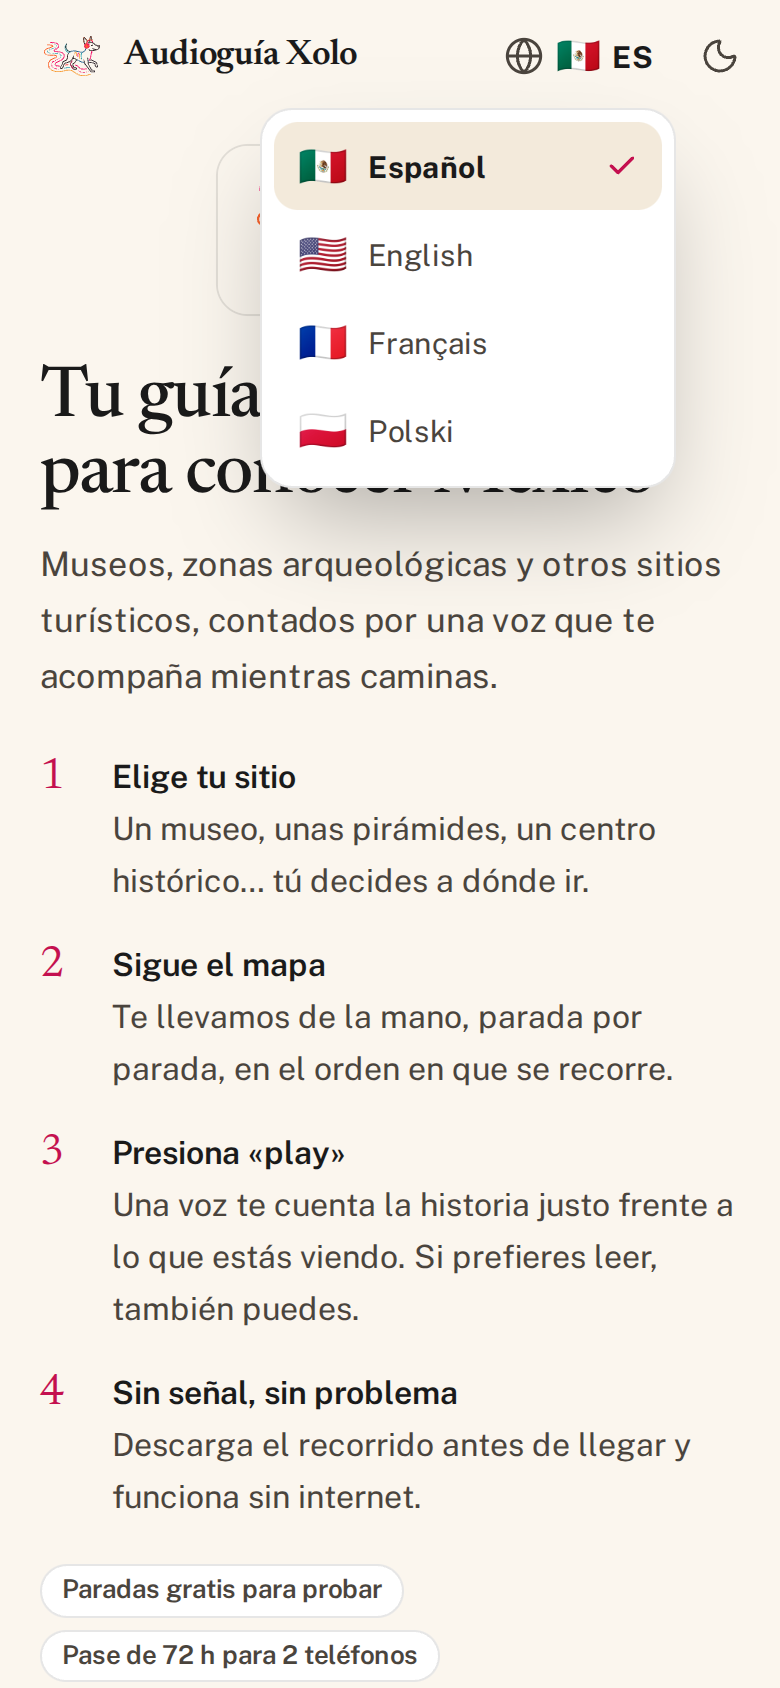 Audioguía Xolo
ES
Español
English
Français
Polski
Tu guía
para conocer México
Museos, zonas arqueológicas y otros sitios
turísticos, contados por una voz que te
acompaña mientras caminas.
1
Elige tu sitio
Un museo, unas pirámides, un centro
histórico... tú decides a dónde ir.
2
Sigue el mapa
Te llevamos de la mano, parada por
parada, en el orden en que se recorre.
3
Presiona «play»
Una voz te cuenta la historia justo frente a
lo que estás viendo. Si prefieres leer,
también puedes.
4
Sin señal, sin problema
Descarga el recorrido antes de llegar y
funciona sin internet.
Paradas gratis para probar
Pase de 72 h para 2 teléfonos